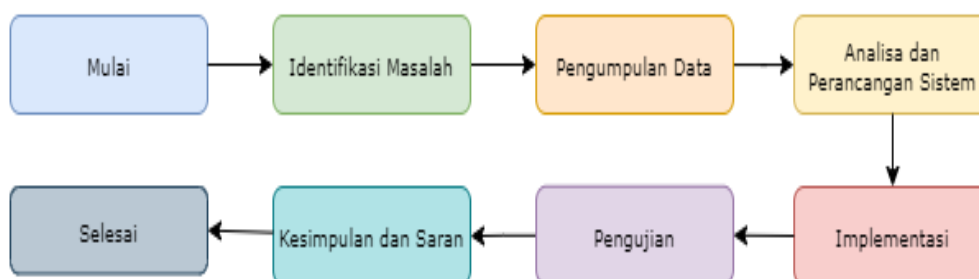 Mulai
Identifikasi Masalah
Pengumpulan Data
Analisa dan
Perancangan Sistem
Selesai
Kesimpulan dan Saran
Pengujian
Implementasi